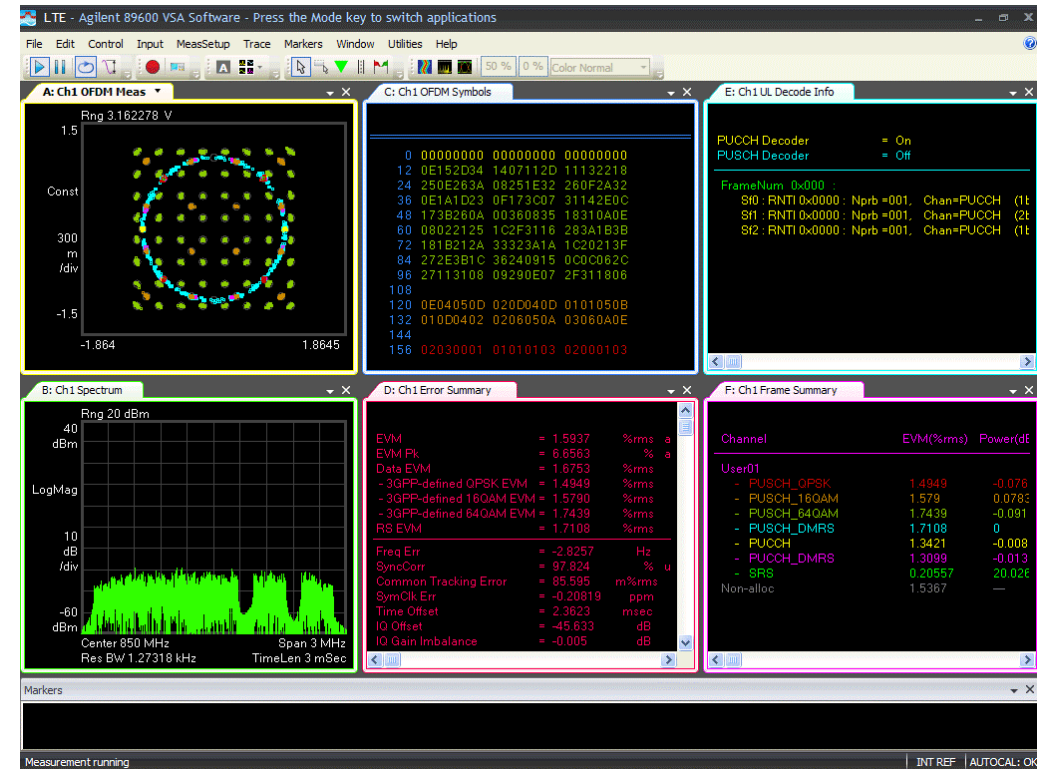 LTE - Agilent 89600 VSA Software - Press the Mode key to switch applications
File Edit Control Input MeasSetup Trace Markers Window Utilities Help
A 50 % 0 % Color Normal
A: Ch1 OFDM Meas
Rng 3.162278 V
1.5
Const
300
m
/div
-1.5
-1.864 1.8645
C: Ch1 OFDM Symbols
0 00000000 00000000 00000000
12 0E152D34 1407112D 11132218
24 250E263A 08251E32 260F2A32
36 0E1A1D23 0F173C07 31142E0C
48 173B260A 00360835 18310A0E
60 08022125 1C2F3116 283A1B3B
72 181B212A 33323A1A 1C20213F
84 272E3B1C 36240915 0C0C062C
96 27113108 09290E07 2F311806
108
120 0E04050D 020D040D 0101050B
132 010D0402 0206050A 03060A0E
144
156 02030001 01010103 02000103
E: Ch1 UL Decode Info
PUCCH Decoder = On
PUSCH Decoder = Off
FrameNum 0x000 :
Sf0 : RNTI 0x0000 : Nprb =001, Chan=PUCCH (1b
Sf1 : RNTI 0x0000 : Nprb =001, Chan=PUCCH (2b
Sf2 : RNTI 0x0000 : Nprb =001, Chan=PUCCH (1b
B: Ch1 Spectrum
Rng 20 dBm
40
dBm
LogMag
10
dB
/div
-60
dBm
Center 850 MHz Span 3 MHz
Res BW 1.27318 kHz TimeLen 3 mSec
D: Ch1 Error Summary
EVM = 1.5937 %rms a
EVM Pk = 6.6563 % a
Data EVM = 1.6753 %rms
- 3GPP-defined QPSK EVM = 1.4949 %rms
- 3GPP-defined 16QAM EVM = 1.5790 %rms
- 3GPP-defined 64QAM EVM = 1.7439 %rms
RS EVM = 1.7108 %rms
Freq Err = -2.8257 Hz
SyncCorr = 97.824 % u
Common Tracking Error = 85.595 m%rms
SymClk Err = -0.20819 ppm
Time Offset = 2.3623 msec
IQ Offset = -45.633 dB
IQ Gain Imbalance = -0.005 dB
F: Ch1 Frame Summary
Channel EVM(%rms) Power(dB
User01
- PUSCH_QPSK 1.4949 -0.076
- PUSCH_16QAM 1.579 0.0783
- PUSCH_64QAM 1.7439 -0.091
- PUSCH_DMRS 1.7108 0
- PUCCH 1.3421 -0.008
- PUCCH_DMRS 1.3099 -0.013
- SRS 0.20557 20.026
Non-alloc 1.5367 ---
Markers
Measurement running INT REF AUTOCAL: OK